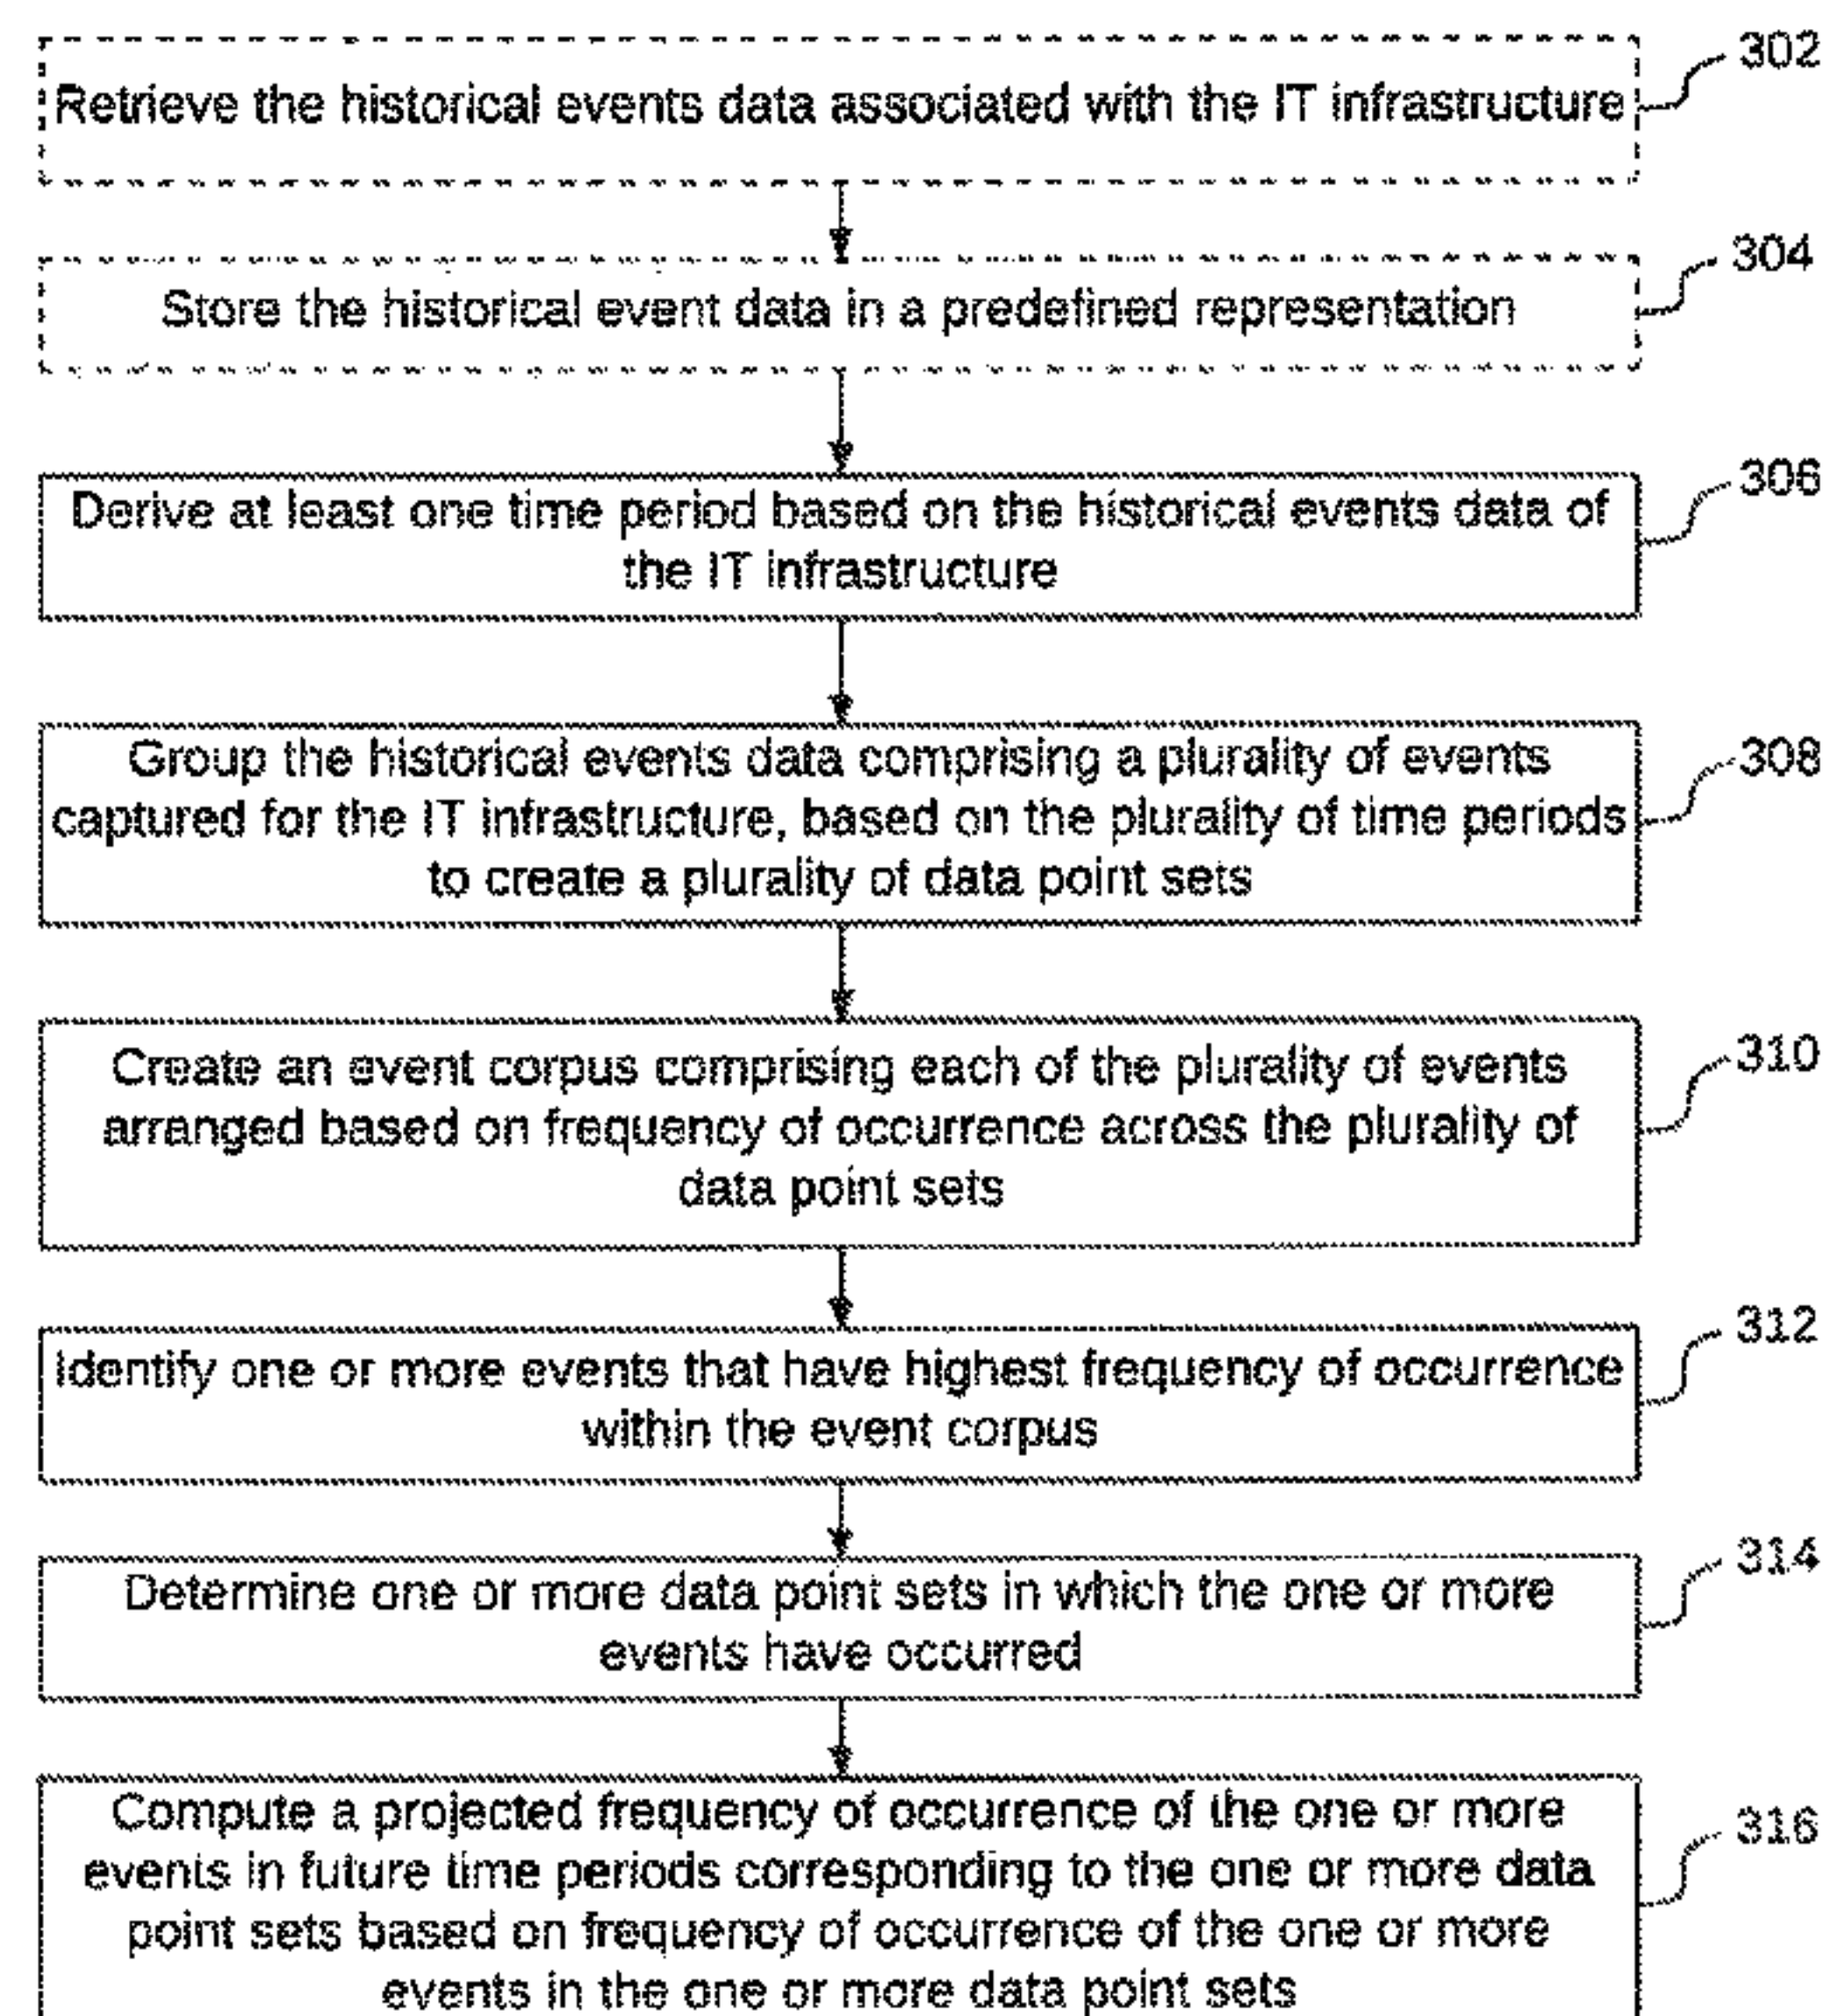 302
Retrieve the historical events data associated with the IT infrastructure
304
Store the historical event data in a predefined representation
306
Derive at least one time period based on the historical events data of
the IT infrastructure
308
Group the historical events data comprising a plurality of events
captured for the IT infrastructure, based on the plurality of time periods
to create a plurality of data point sets
310
Create an event corpus comprising each of the plurality of events
arranged based on frequency of occurrence across the plurality of
data point sets
312
Identify one or more events that have highest frequency of occurrence
within the event corpus
314
Determine one or more data point sets in which the one or more
events have occurred
316
Compute a projected frequency of occurrence of the one or more
events in future time periods corresponding to the one or more data
point sets based on frequency of occurrence of the one or more
events in the one or more data point sets